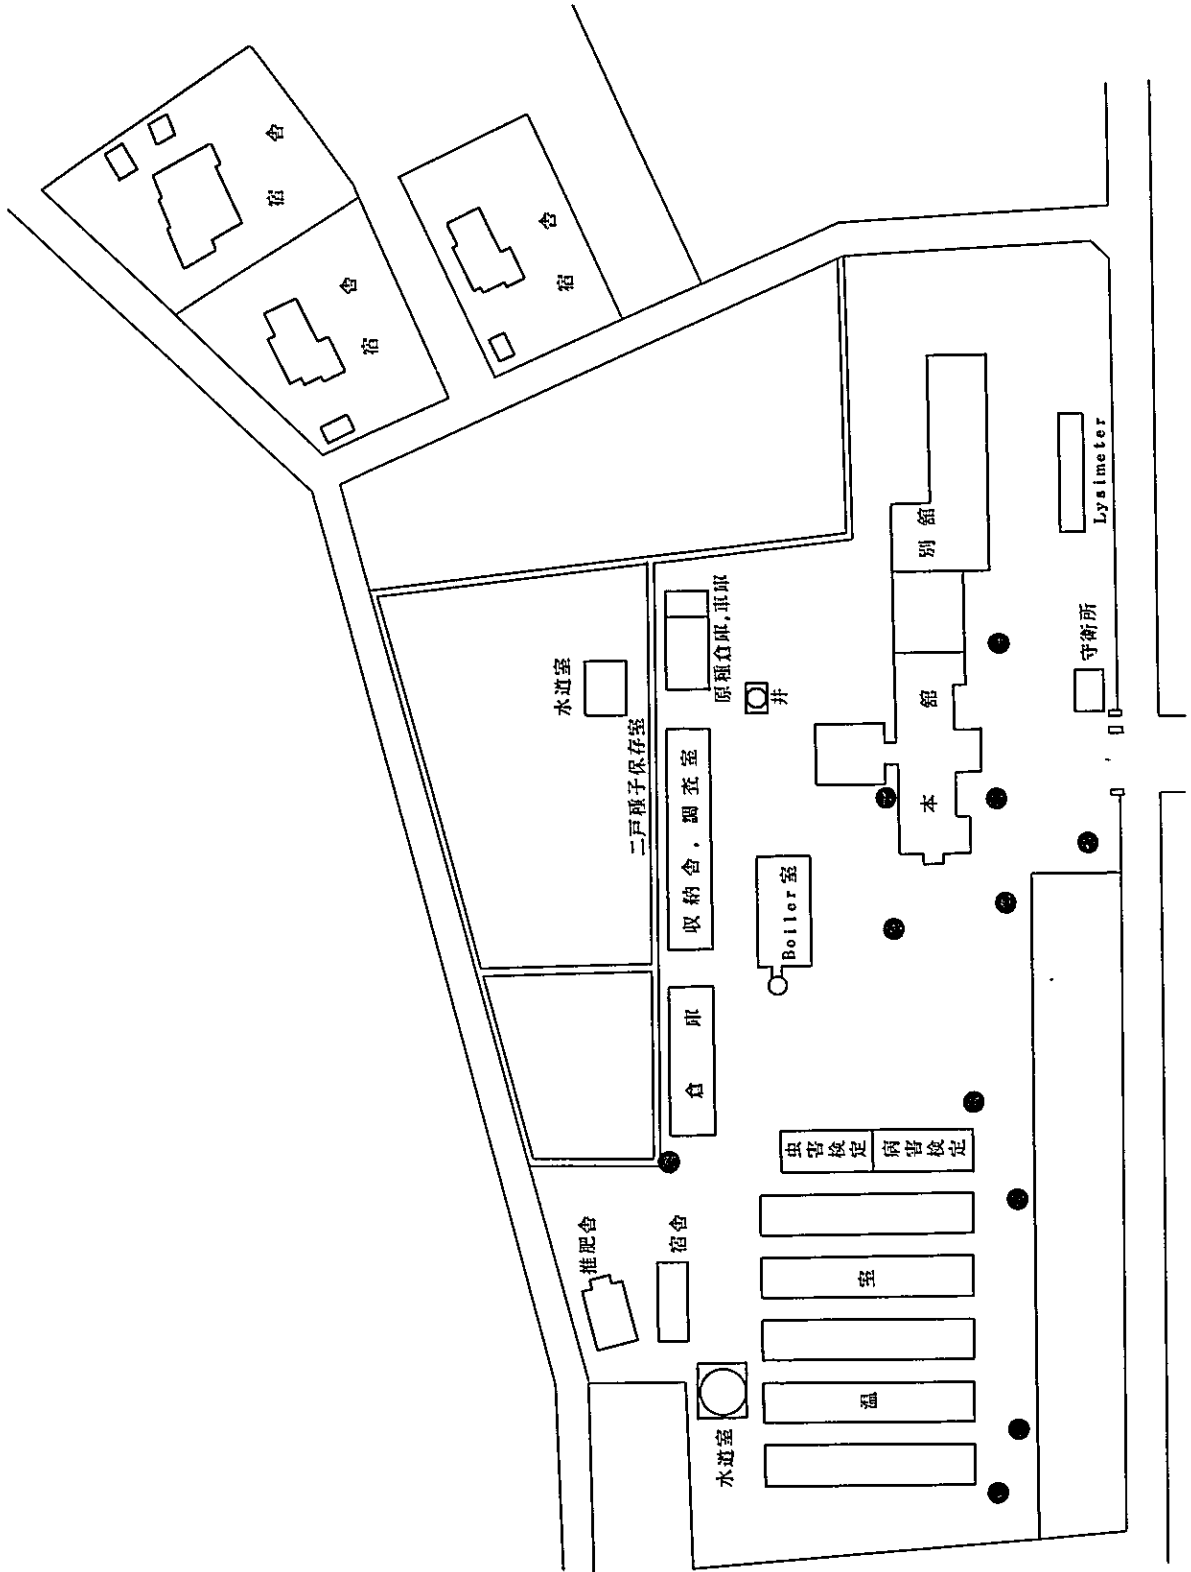 宿舎
宿舎
宿舎
別館
Lysimeter
原種倉庫,車庫
水道室
井
守衛所
二戸種子保存室
収納舎,調査室
本館
Boiler室
倉庫
虫害検定
病害検定
堆肥舎
宿舎
温室
水道室